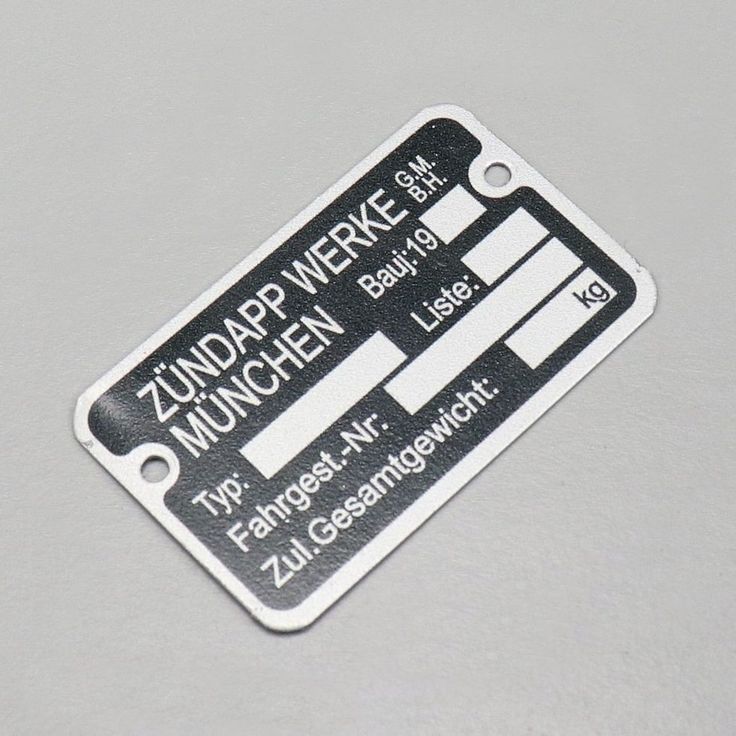 ZÜNDAPP WERKE G.M.B.H.
MÜNCHEN Bauj:19
Typ: Liste:
Fahrgest.-Nr:
Zul.Gesamtgewicht: kg